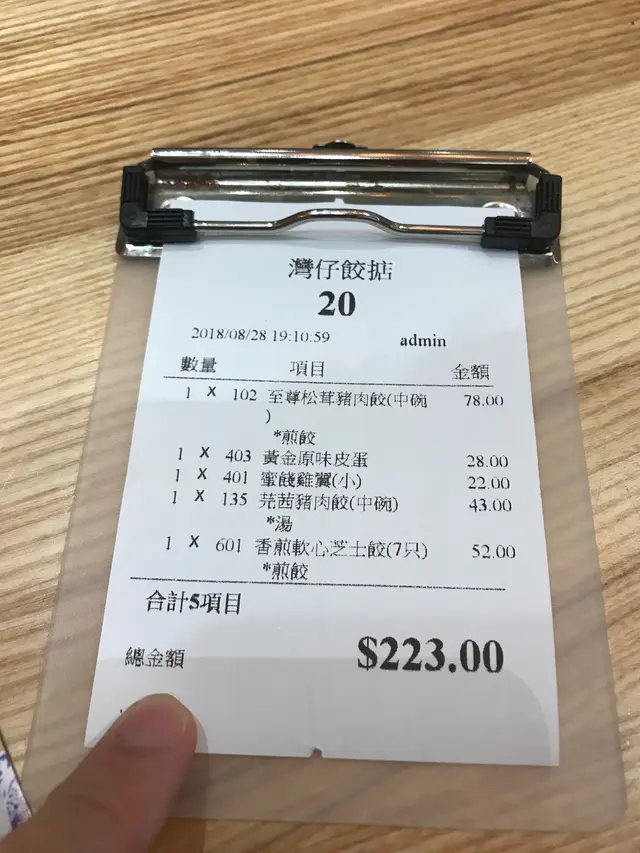 灣仔餃掂
20
2018/08/28 19:10:59 admin
數量 項目 金額
1 X 102 至尊松茸豬肉餃(中碗 78.00
)
*煎餃
1 X 403 黃金原味皮蛋 28.00
1 X 401 蜜餞雞翼(小) 22.00
1 X 135 芫茜豬肉餃(中碗) 43.00
*湯
1 X 601 香煎軟心芝士餃(7只) 52.00
*煎餃
合計5項目
總金額 $223.00